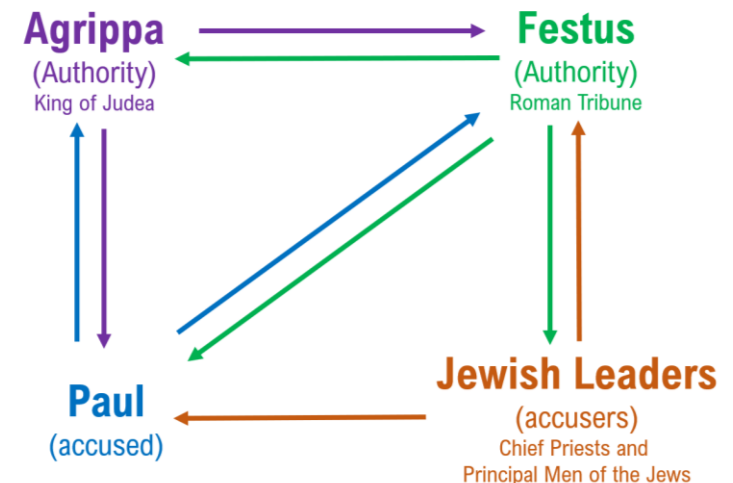 Agrippa
(Authority)
King of Judea
Festus
(Authority)
Roman Tribune
Paul
(accused)
Jewish Leaders
(accusers)
Chief Priests and
Principal Men of the Jews